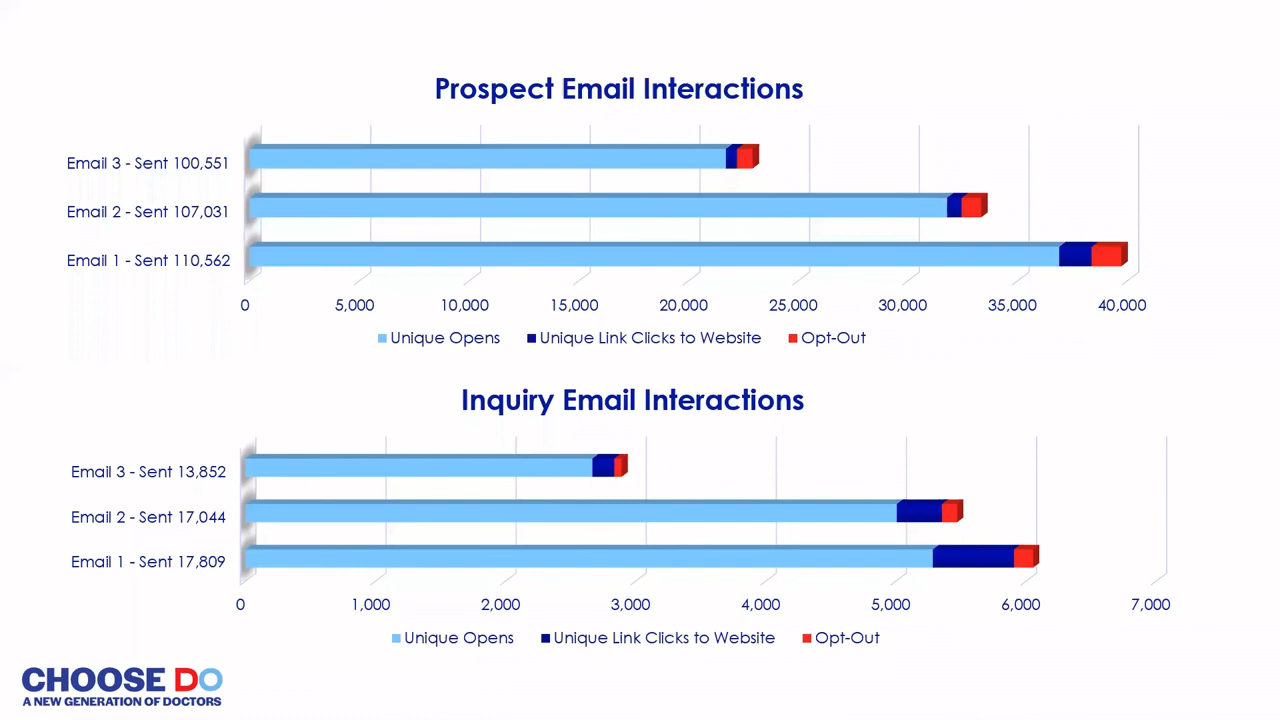 Prospect Email Interactions
Email 3 - Sent 100,551
Email 2 - Sent 107,031
Email 1 - Sent 110,562
0 5,000 10,000 15,000 20,000 25,000 30,000 35,000 40,000
Unique Opens Unique Link Clicks to Website Opt-Out
Inquiry Email Interactions
Email 3 - Sent 13,852
Email 2 - Sent 17,044
Email 1 - Sent 17,809
0 1,000 2,000 3,000 4,000 5,000 6,000 7,000
Unique Opens Unique Link Clicks to Website Opt-Out
CHOOSE DO
A NEW GENERATION OF DOCTORS